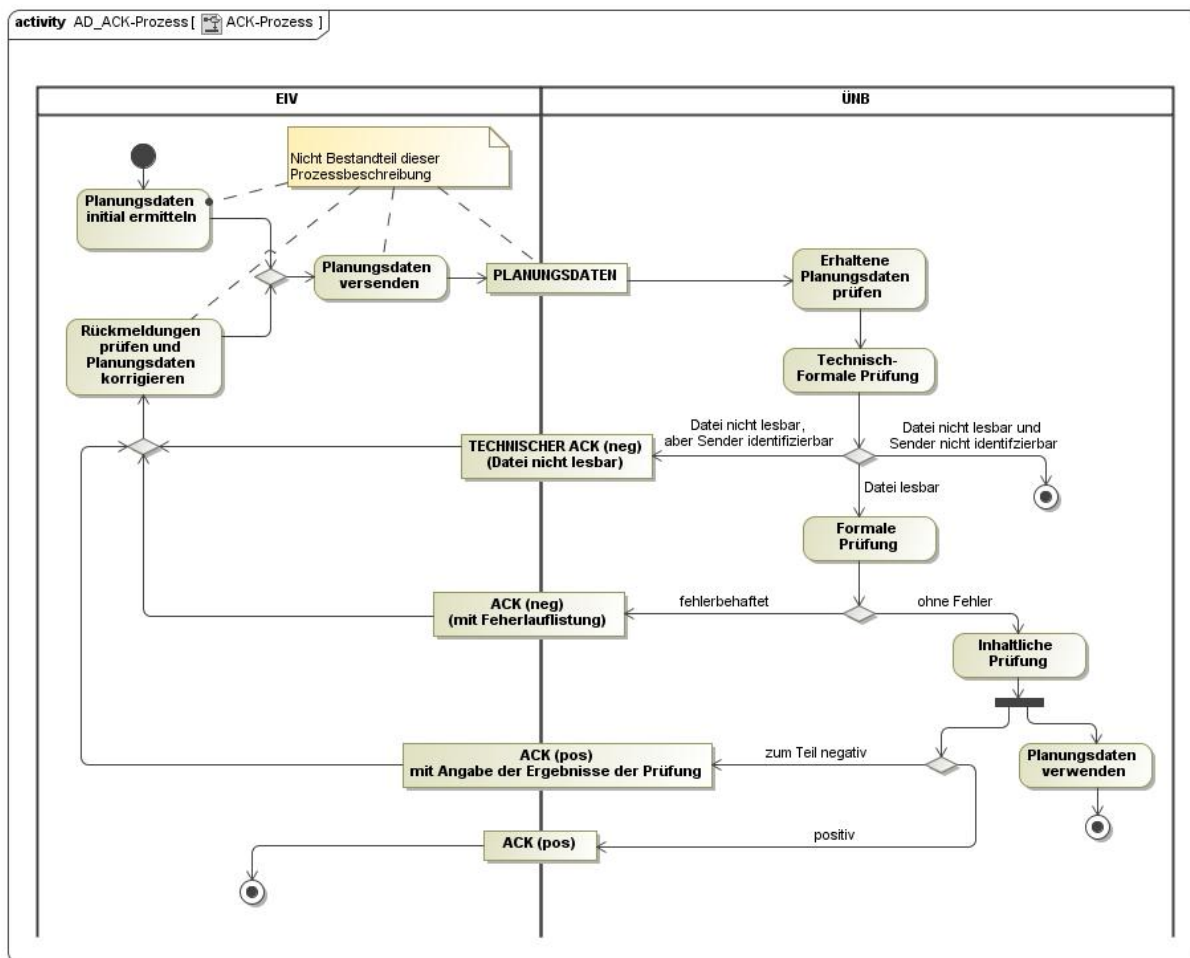 activity AD_ACK-Prozess [ ACK-Prozess ]
EIV
ÜNB
Nicht Bestandteil dieser
Prozessbeschreibung
Planungsdaten
initial ermitteln
Planungsdaten
versenden
PLANUNGSDATEN
Erhaltene
Planungsdaten
prüfen
Rückmeldungen
prüfen und
Planungsdaten
korrigieren
Technisch-
Formale Prüfung
Datei nicht lesbar,
aber Sender identifizierbar
Datei nicht lesbar und
Sender nicht identifzierbar
TECHNISCHER ACK (neg)
(Datei nicht lesbar)
Datei lesbar
Formale
Prüfung
ACK (neg)
(mit Feherlauflistung)
fehlerbehaftet
ohne Fehler
Inhaltliche
Prüfung
ACK (pos)
mit Angabe der Ergebnisse der Prüfung
zum Teil negativ
Planungsdaten
verwenden
ACK (pos)
positiv